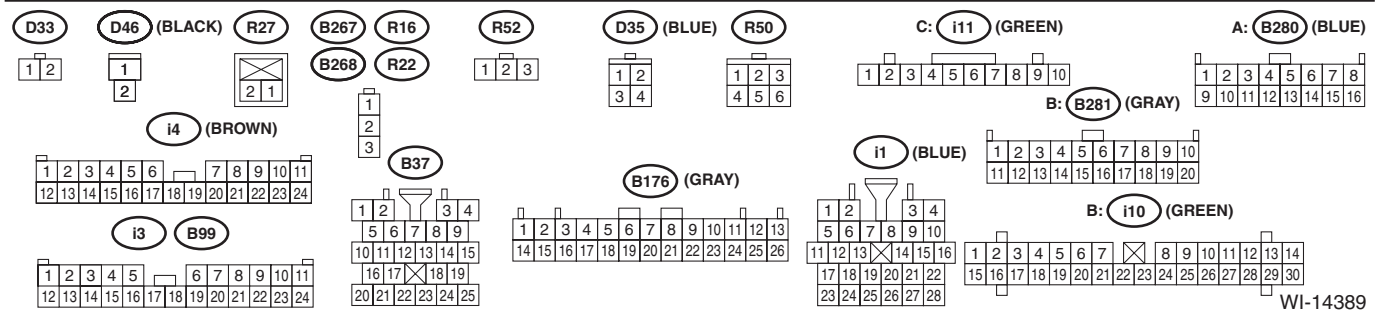 D33 D46 (BLACK) R27 B267 R16 R52 D35 (BLUE) R50 C: i11 (GREEN) A: B280 (BLUE)
B268 R22
1 2
1
2
2 1
1 2 3
1 2
3 4
1 2 3
4 5 6
1 2 3 4 5 6 7 8 9 10
1 2 3 4 5 6 7 8
9 10 11 12 13 14 15 16
1
2
3
i4 (BROWN)
1 2 3 4 5 6 7 8 9 10 11
12 13 14 15 16 17 18 19 20 21 22 23 24
i3 B99
1 2 3 4 5 6 7 8 9 10 11
12 13 14 15 16 17 18 19 20 21 22 23 24
B37
1 2 3 4
5 6 7 8 9
10 11 12 13 14 15
16 17 18 19
20 21 22 23 24 25
B176 (GRAY)
1 2 3 4 5 6 7 8 9 10 11 12 13
14 15 16 17 18 19 20 21 22 23 24 25 26
i1 (BLUE)
1 2 3 4
5 6 7 8 9 10
11 12 13 14 15 16
17 18 19 20 21 22
23 24 25 26 27 28
B: B281 (GRAY)
1 2 3 4 5 6 7 8 9 10
11 12 13 14 15 16 17 18 19 20
B: i10 (GREEN)
1 2 3 4 5 6 7 8 9 10 11 12 13 14
15 16 17 18 19 20 21 22 23 24 25 26 27 28 29 30
WI-14389